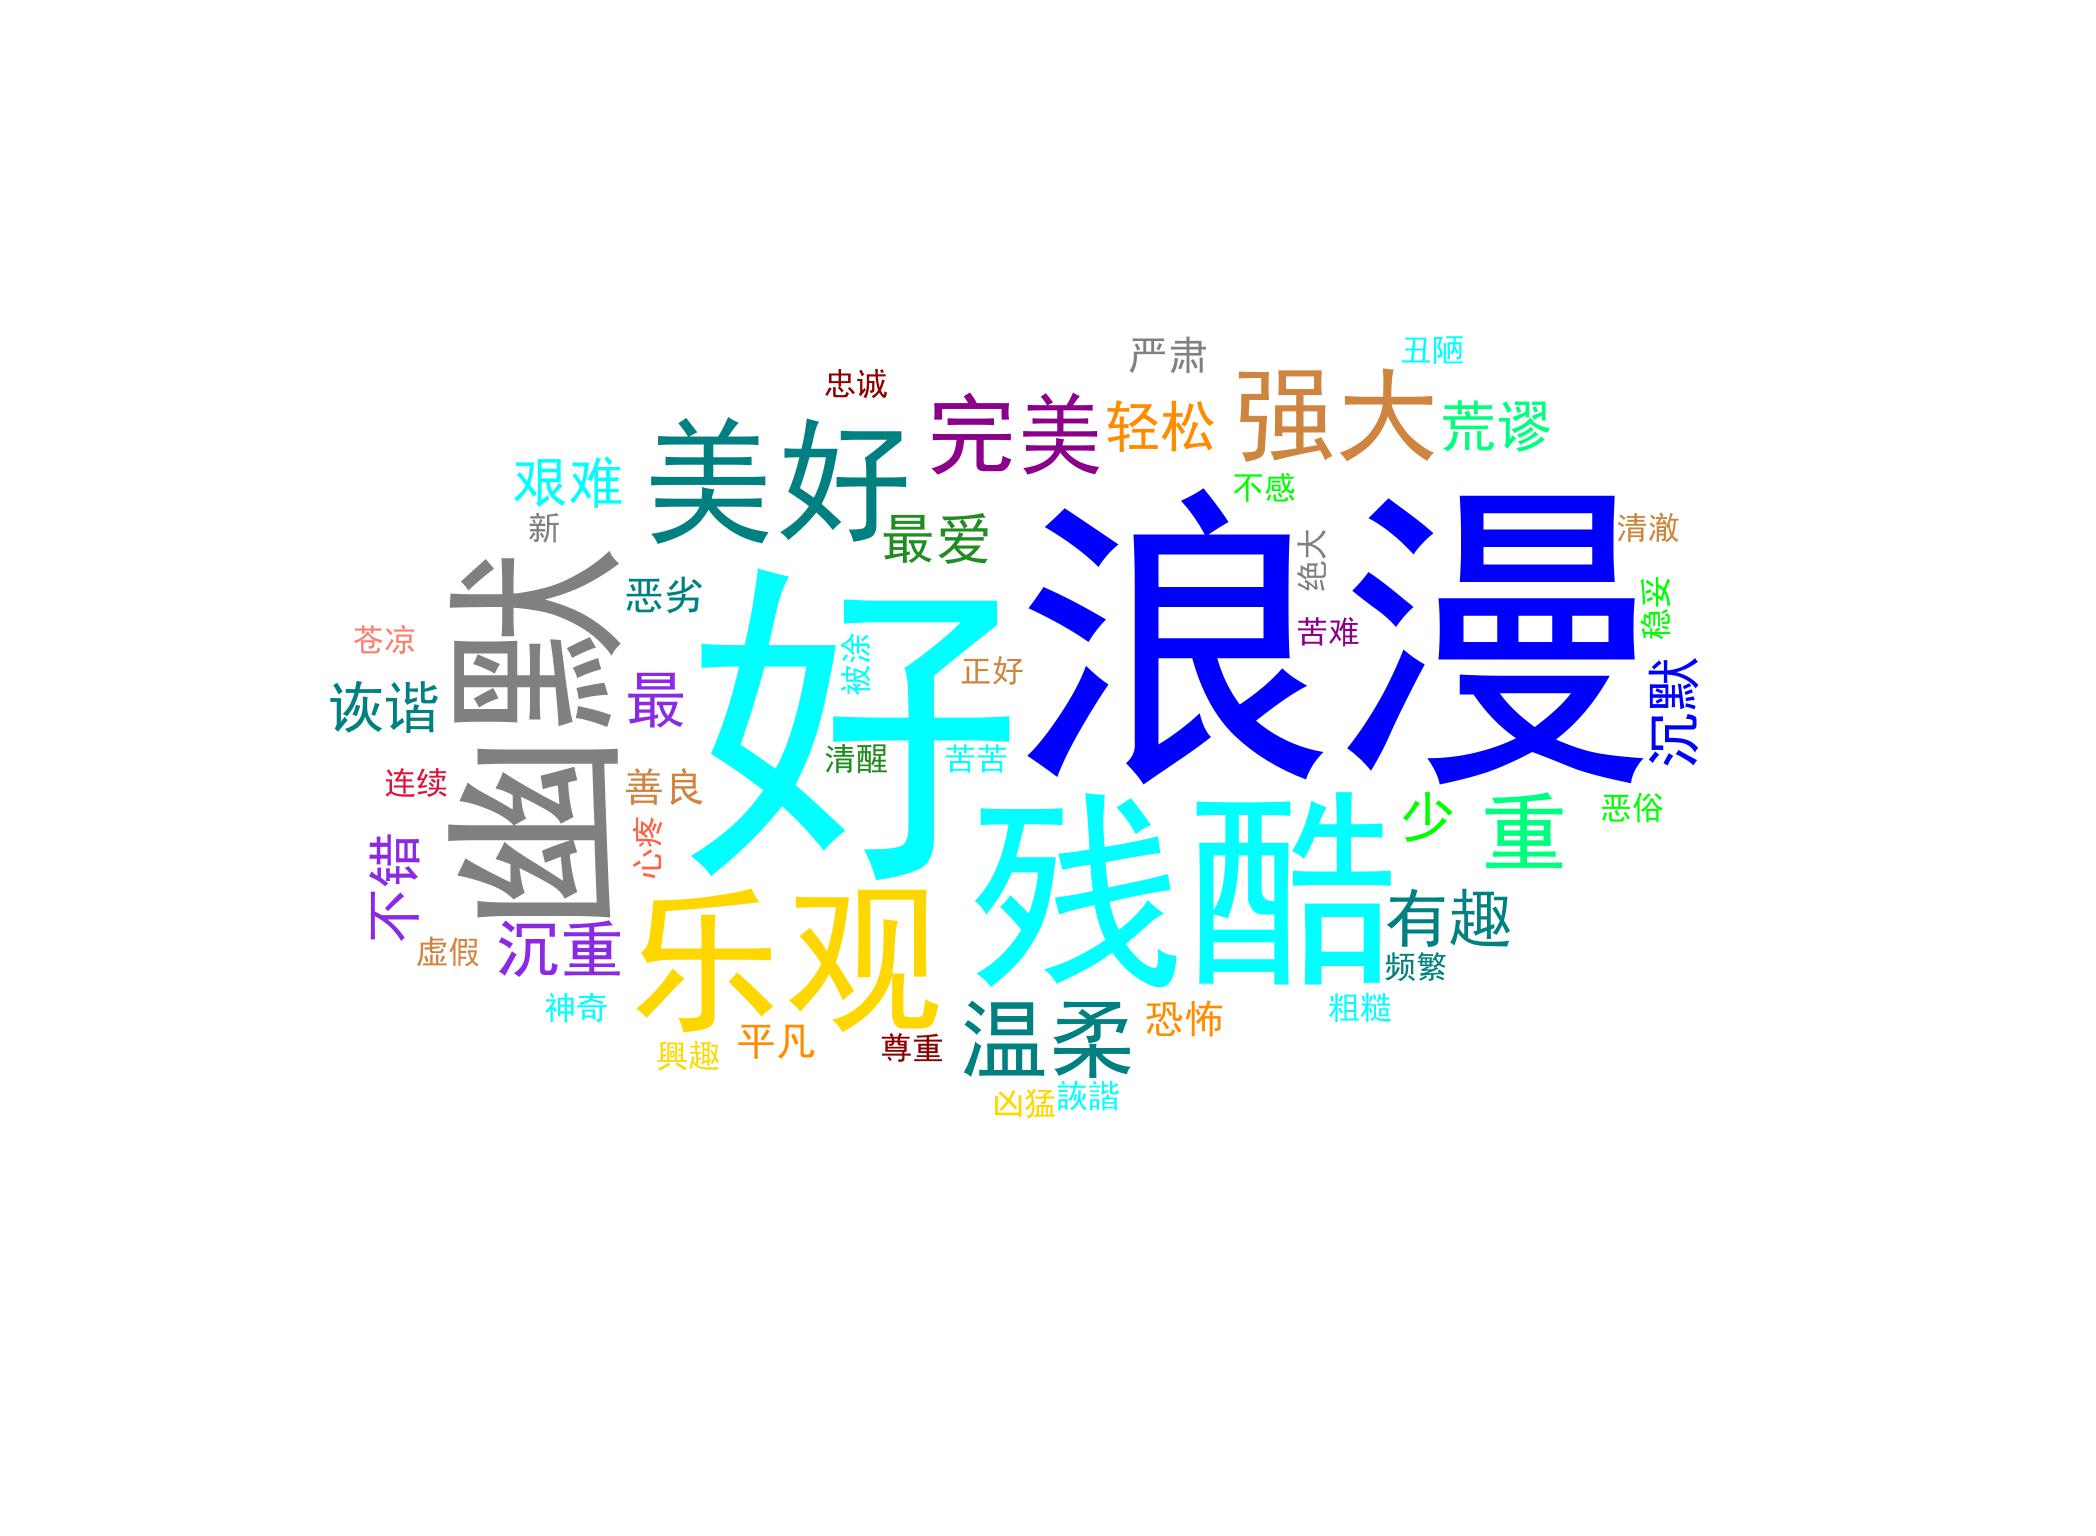 丑陋
严肃
忠诚
完美
轻松
强大
荒谬
美好
艰难
不感
新
最爱
浪漫
清澈
绝大
恶劣
好
稳妥
苦难
苍凉
幽默
被涂
正好
诙谐
最
沉默
清醒
苦苦
连续
善良
残酷
少
重
恶俗
心疼
不错
乐观
有趣
沉重
虚假
频繁
神奇
温柔
恐怖
粗糙
興趣
平凡
尊重
凶猛
詼諧